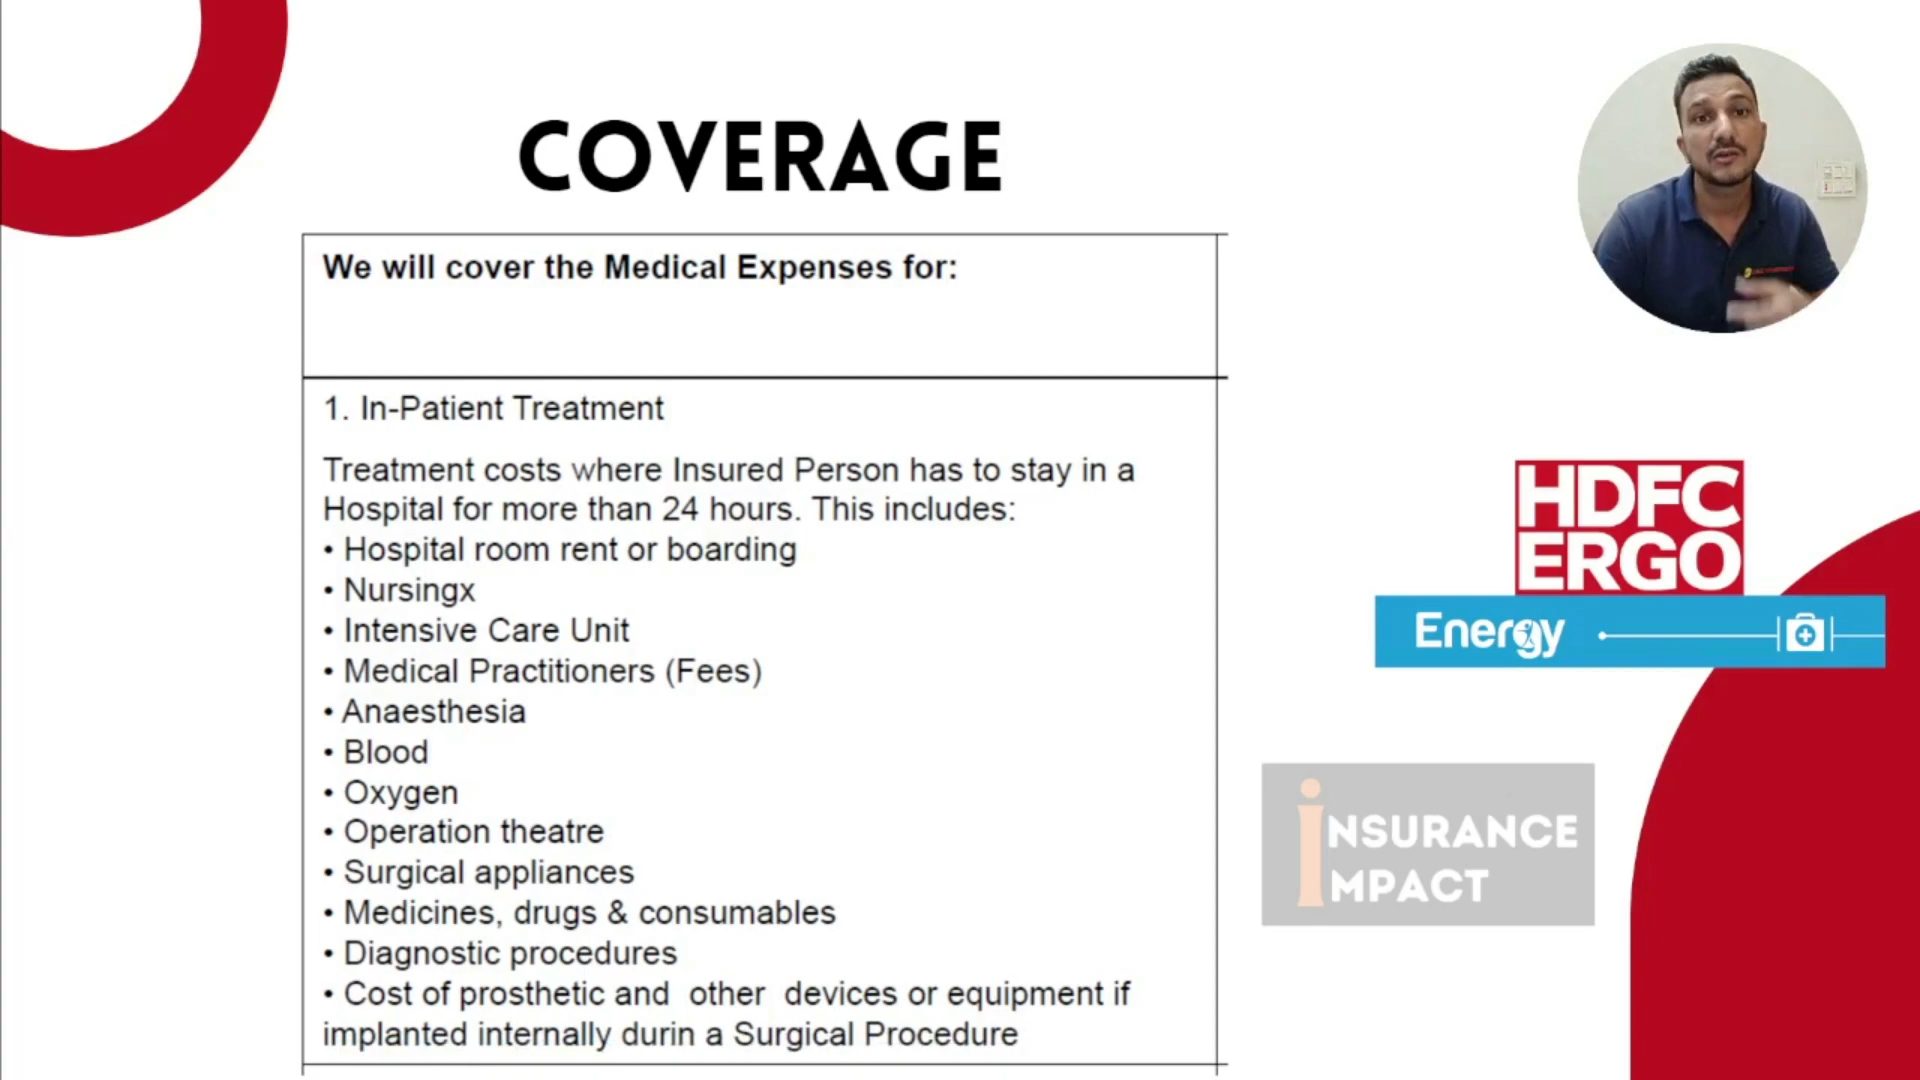 COVERAGE
We will cover the Medical Expenses for:
1. In-Patient Treatment
Treatment costs where Insured Person has to stay in a
Hospital for more than 24 hours. This includes:
• Hospital room rent or boarding
• Nursingx
• Intensive Care Unit
• Medical Practitioners (Fees)
• Anaesthesia
• Blood
• Oxygen
• Operation theatre
• Surgical appliances
• Medicines, drugs & consumables
• Diagnostic procedures
• Cost of prosthetic and other devices or equipment if
implanted internally durin a Surgical Procedure
HDFC
ERGO
Energy
iNSURANCE
MPACT